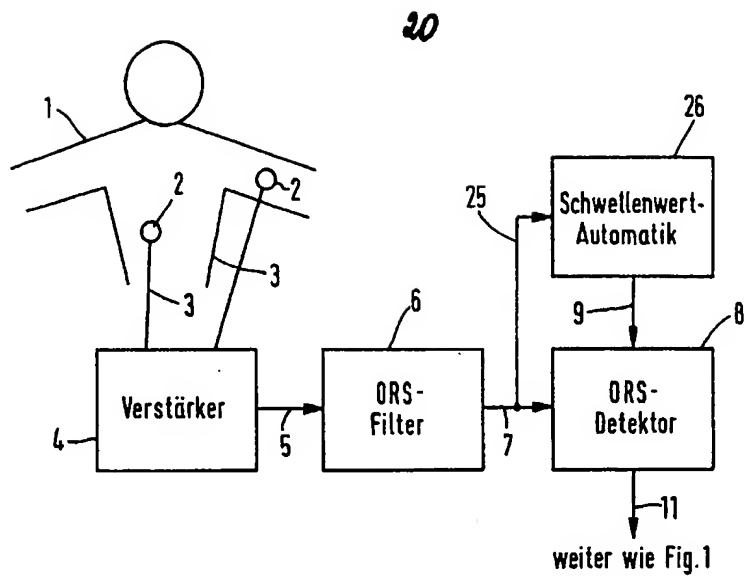 20
1
26
2
2
25
Schwellenwert-
Automatik
3
3
6
9
8
Verstärker
ORS-
Filter
ORS-
Detektor
4
5
7
11
weiter wie Fig.1